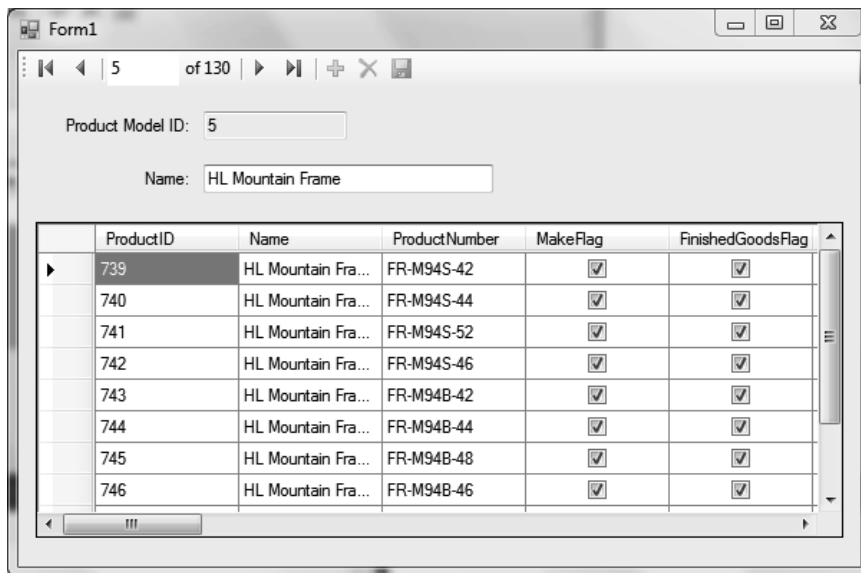 Form1
5 of 130
Product Model ID: 5
Name: HL Mountain Frame
ProductID Name ProductNumber MakeFlag FinishedGoodsFlag
739 HL Mountain Fra... FR-M94S-42
740 HL Mountain Fra... FR-M94S-44
741 HL Mountain Fra... FR-M94S-52
742 HL Mountain Fra... FR-M94S-46
743 HL Mountain Fra... FR-M94B-42
744 HL Mountain Fra... FR-M94B-44
745 HL Mountain Fra... FR-M94B-48
746 HL Mountain Fra... FR-M94B-46